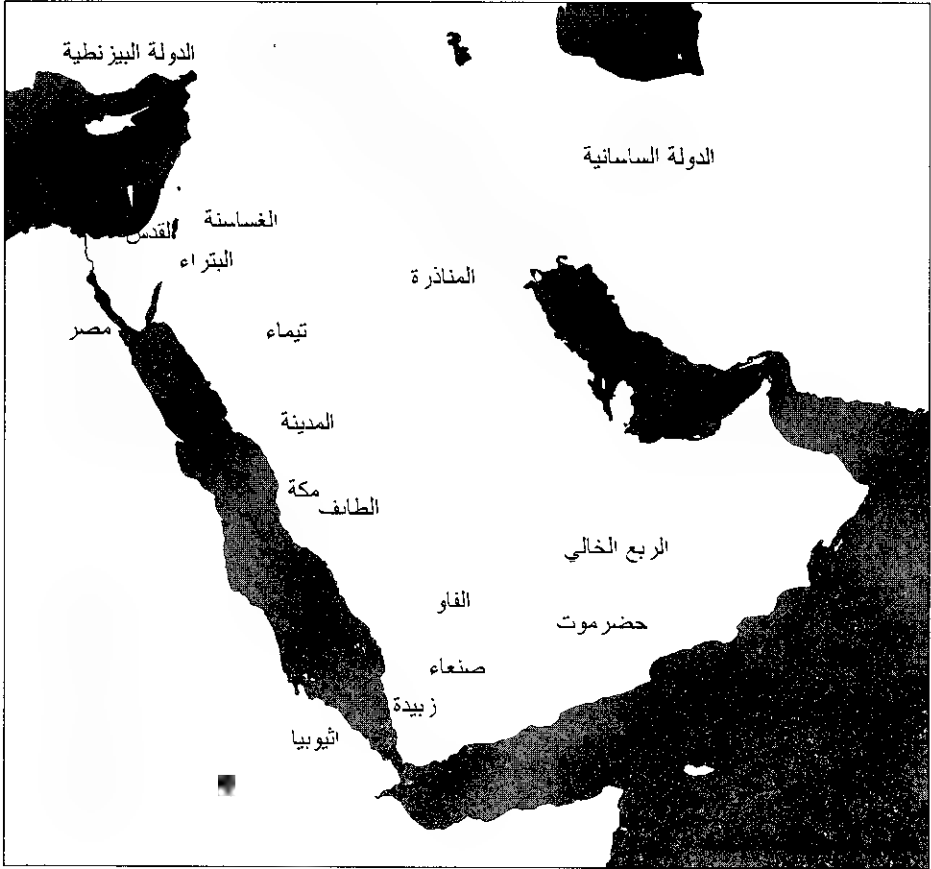 الدولة البيزنطية
الدولة الساسانية
الغساسنة
القدس
البتراء
المناذرة
مصر
تيماء
المدينة
مكة
الطائف
الربع الخالي
الفاو
حضرموت
صنعاء
زبيدة
اثيوبيا